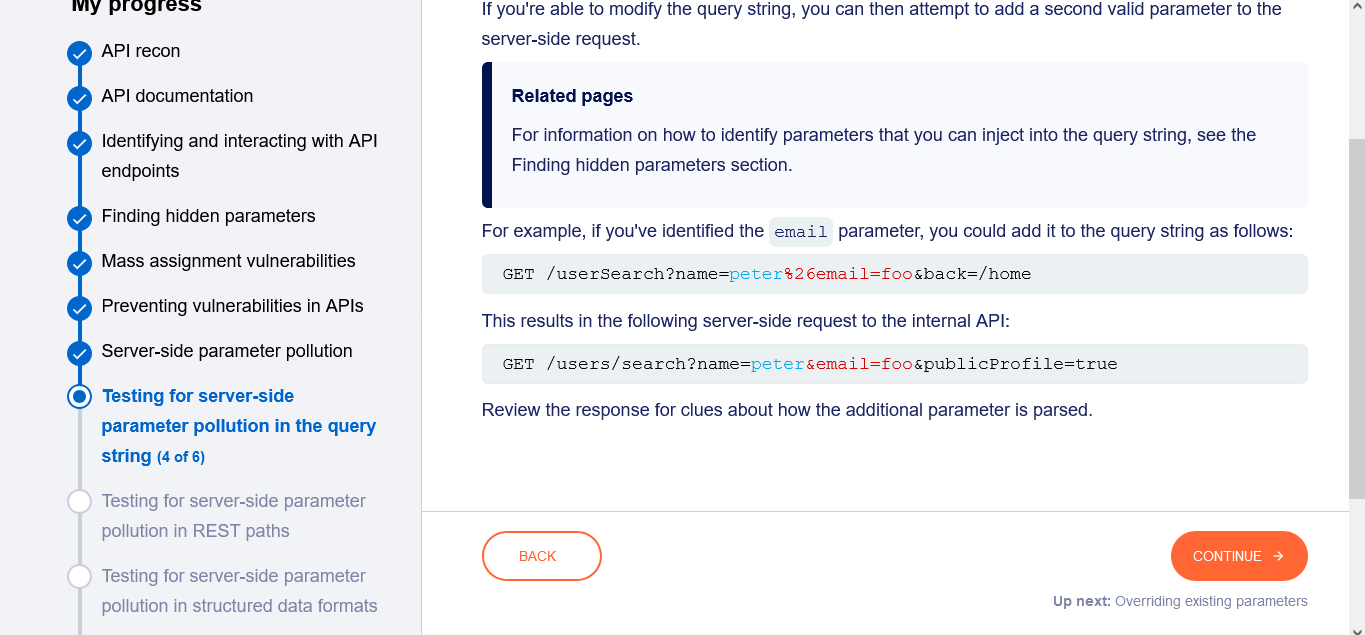 My progress
API recon
API documentation
Identifying and interacting with API
endpoints
Finding hidden parameters
Mass assignment vulnerabilities
Preventing vulnerabilities in APIs
Server-side parameter pollution
Testing for server-side
parameter pollution in the query
string (4 of 6)
Testing for server-side parameter
pollution in REST paths
Testing for server-side parameter
pollution in structured data formats
If you're able to modify the query string, you can then attempt to add a second valid parameter to the
server-side request.
Related pages
For information on how to identify parameters that you can inject into the query string, see the
Finding hidden parameters section.
For example, if you've identified the email parameter, you could add it to the query string as follows:
GET /userSearch?name=peter%26email=foo&back=/home
This results in the following server-side request to the internal API:
GET /users/search?name=peter&email=foo&publicProfile=true
Review the response for clues about how the additional parameter is parsed.
BACK
CONTINUE →
Up next: Overriding existing parameters